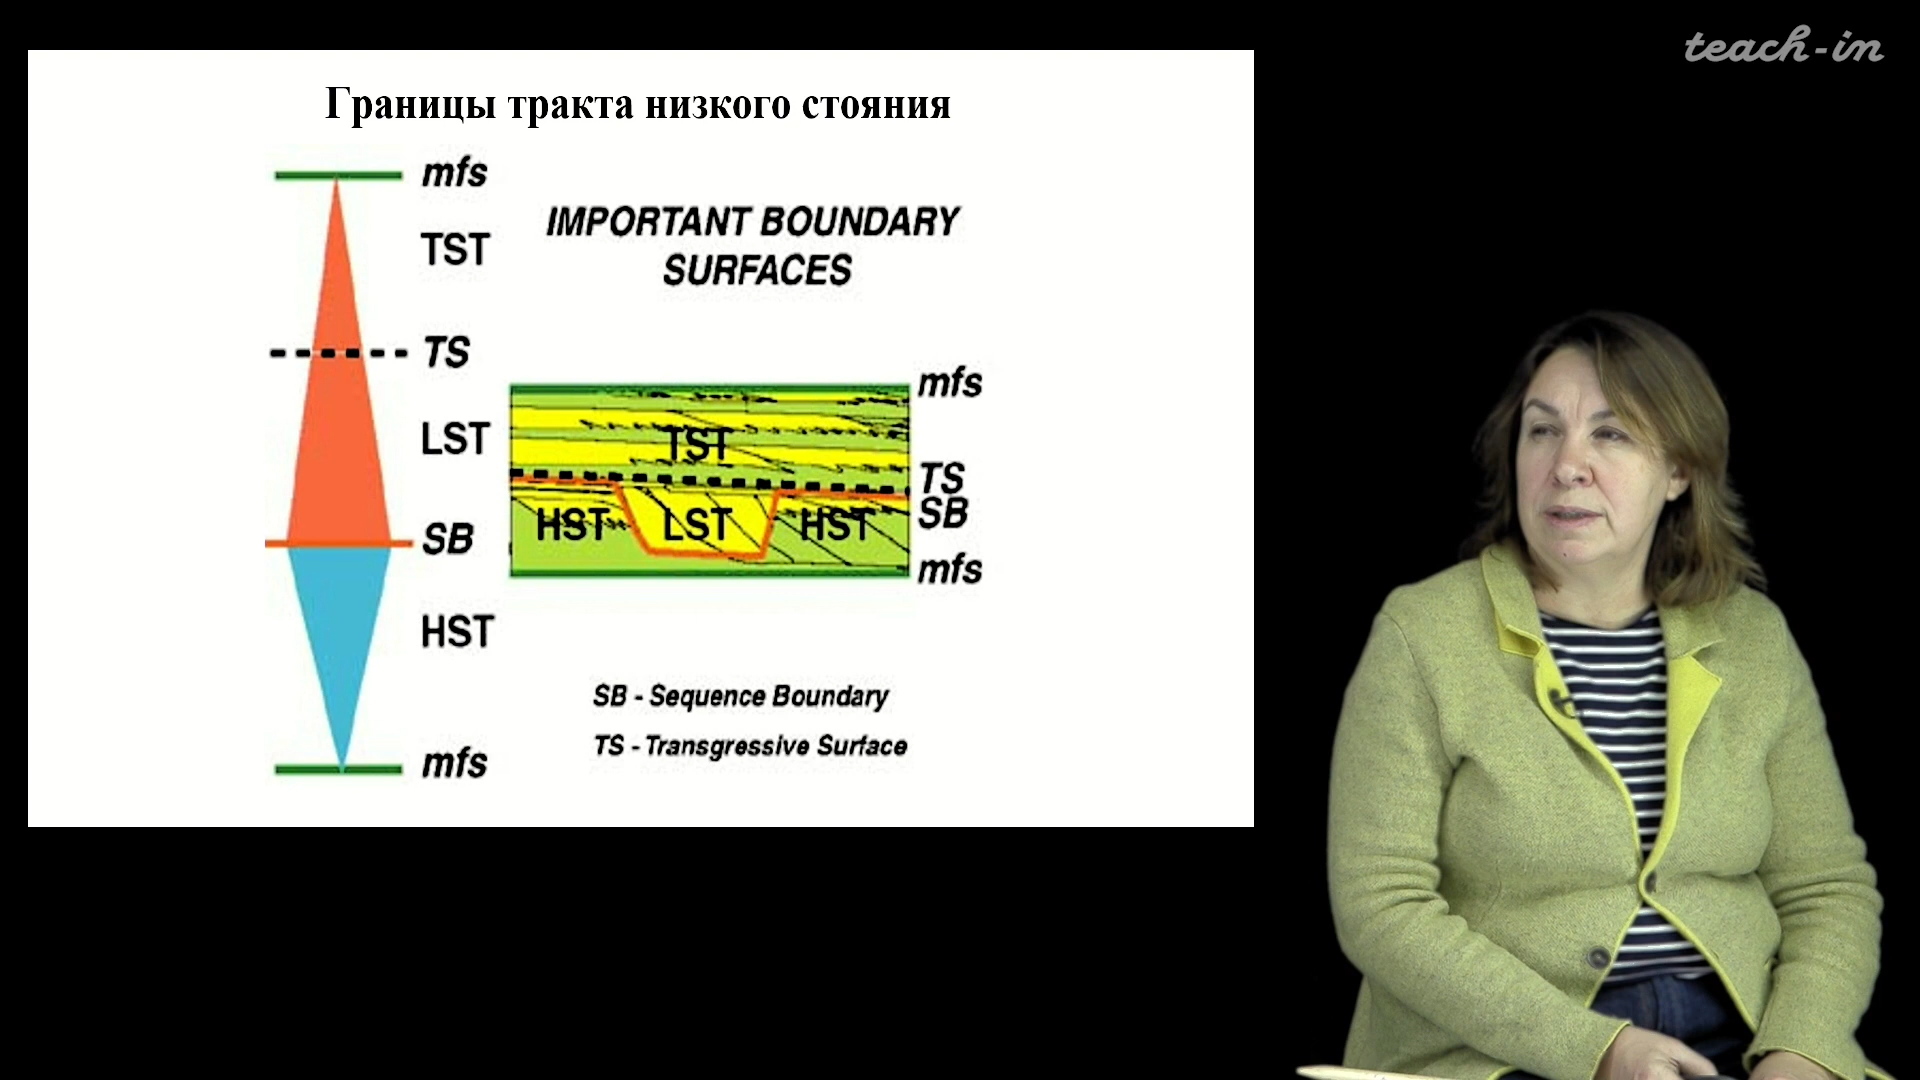 teach-in
Границы тракта низкого стояния
mfs
TST
IMPORTANT BOUNDARY
SURFACES
TS
LST
SB
HST
mfs
mfs
TST
TS
SB
HST
LST
HST
mfs
SB - Sequence Boundary
TS - Transgressive Surface